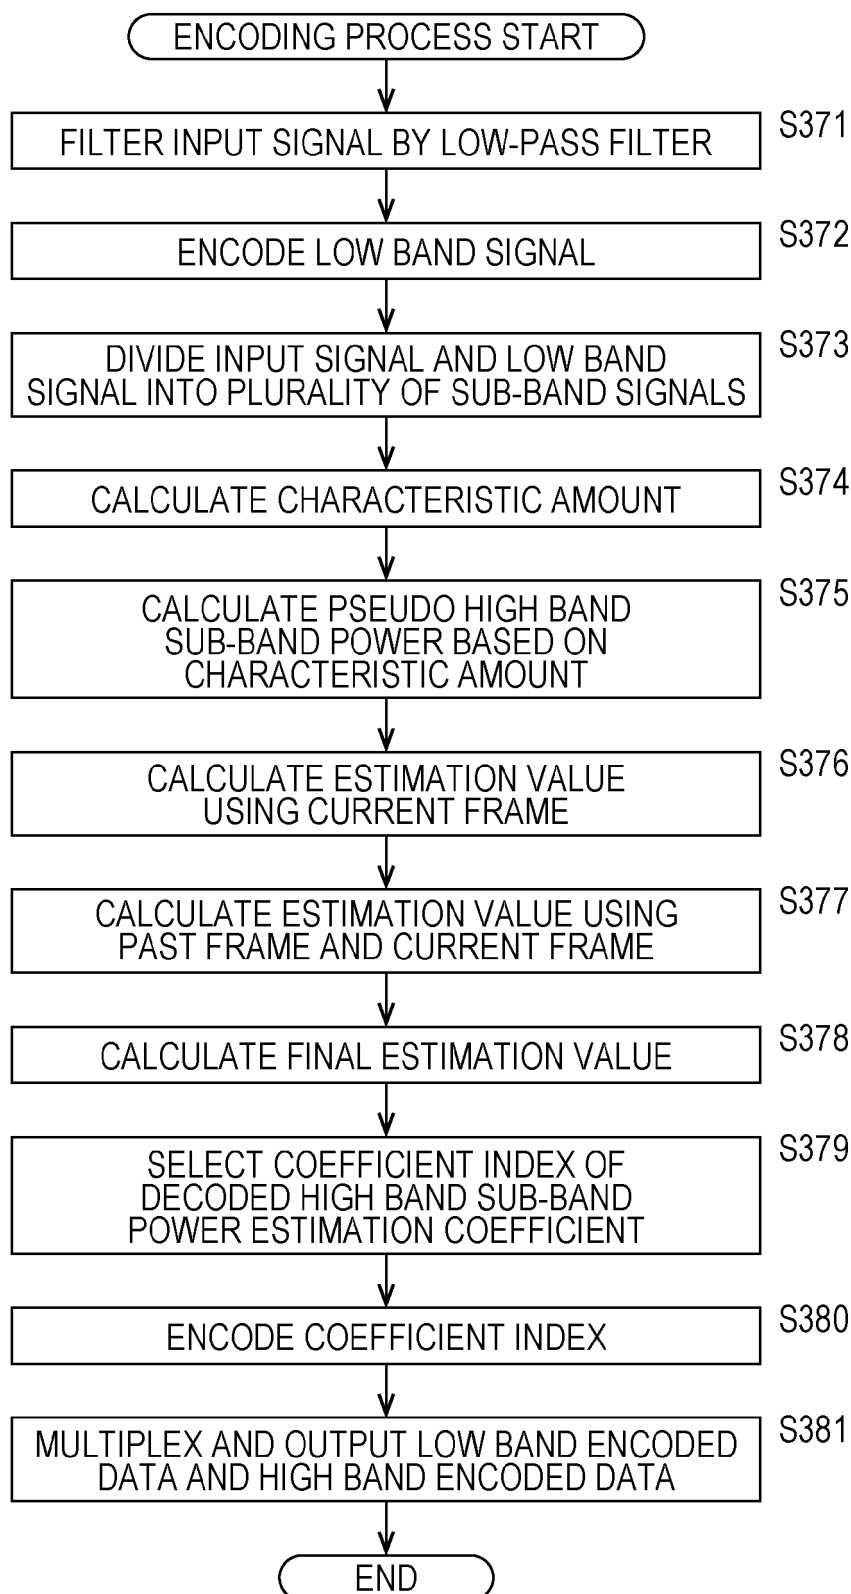 ENCODING PROCESS START
S371
FILTER INPUT SIGNAL BY LOW-PASS FILTER
S372
ENCODE LOW BAND SIGNAL
S373
DIVIDE INPUT SIGNAL AND LOW BAND
SIGNAL INTO PLURALITY OF SUB-BAND SIGNALS
S374
CALCULATE CHARACTERISTIC AMOUNT
S375
CALCULATE PSEUDO HIGH BAND
SUB-BAND POWER BASED ON
CHARACTERISTIC AMOUNT
S376
CALCULATE ESTIMATION VALUE
USING CURRENT FRAME
S377
CALCULATE ESTIMATION VALUE USING
PAST FRAME AND CURRENT FRAME
S378
CALCULATE FINAL ESTIMATION VALUE
S379
SELECT COEFFICIENT INDEX OF
DECODED HIGH BAND SUB-BAND
POWER ESTIMATION COEFFICIENT
S380
ENCODE COEFFICIENT INDEX
S381
MULTIPLEX AND OUTPUT LOW BAND ENCODED
DATA AND HIGH BAND ENCODED DATA
END